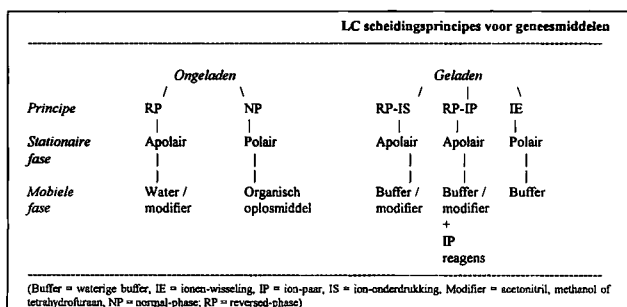 LC scheidingsprincipes voor geneesmiddelen
Ongeladen Geladen
Principe RP NP RP-IS RP-IP IE
Stationaire Apolair Polair Apolair Apolair Polair
fase
Mobiele Water / Organisch Buffer / Buffer / Buffer
fase modifier oplosmiddel modifier modifier
+
IP
reagens
(Buffer = waterige buffer, IE = ionen-wisseling, IP = ion-paar, IS = ion-onderdrukking, Modifier = acetonitril, methanol of
tetrahydrofuraan, NP = normal-phase; RP = reversed-phase)